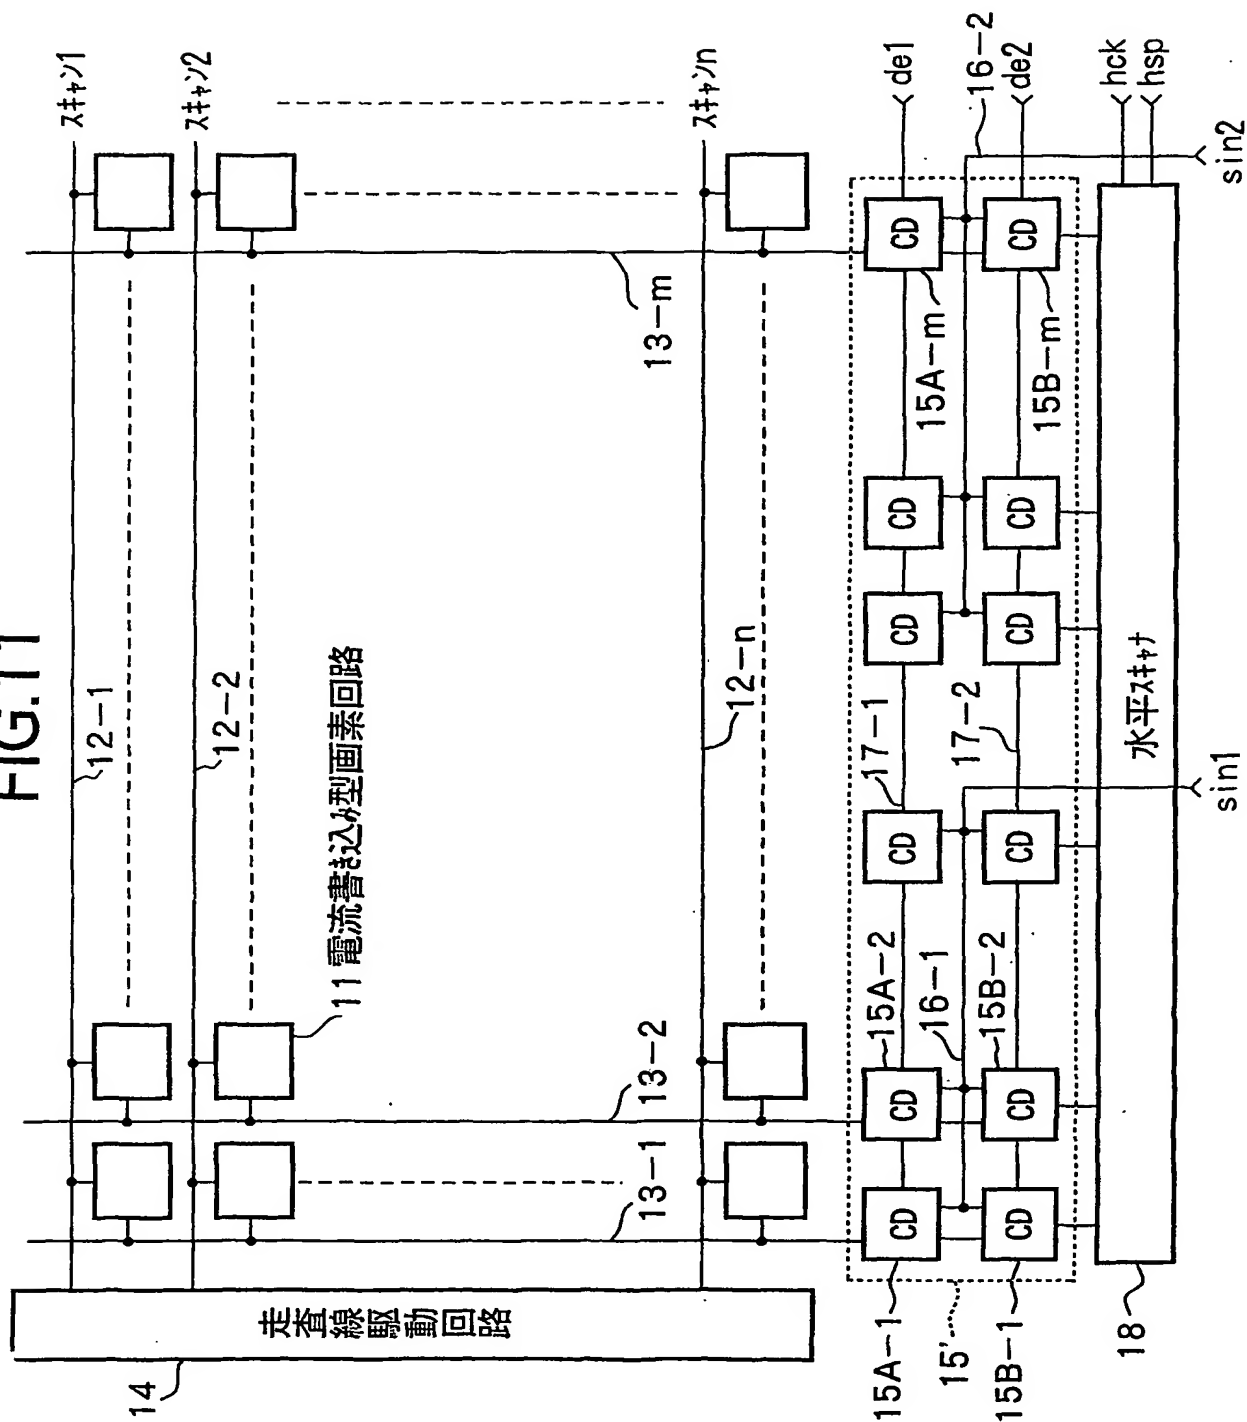 FIG.11
スキャン1
スキャン2
スキャンn
12-1
12-2
12-n
11 電流書き込み型画素回路
13-1
13-2
13-m
14
走査線駆動回路
CD
CD
CD
CD
CD
CD
CD
CD
CD
CD
CD
CD
15A-1
15A-2
15A-m
15'
15B-1
15B-2
15B-m
16-1
16-2
17-1
17-2
de1
de2
hck
hsp
sin1
sin2
18
水平スキャナ